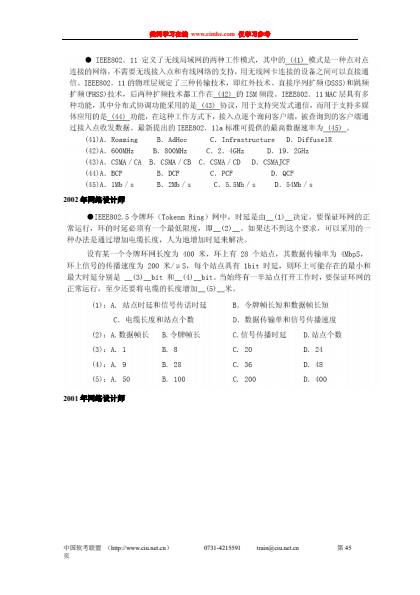 希赛学习在线 www.csiahc.com 便学习参考
● IEEE802. 11 定义了无线局域网的两种工作模式，其中的 (41) 模式是一种点对点
连接的网络，不需要无线接入点和有线网络的支持，用无线网卡连接的设备之间可以直接通
信。IEEE802. 11 的物理层规定了三种传输技术，即红外技术、直接序列扩频(DSSS)和跳频
扩频(FHSS)技术，后两种扩频技术都工作在 (42) 的 ISM 频段。IEEE802. 11 MAC 层具有多
种功能，其中分布式协调功能采用的是 (43) 协议，用于支持突发式通信，而用于支持多媒
体应用的是 (44) 功能，在这种工作方式下，接入点逐个询问客户端，被查询到的客户端通
过接入点收发数据。最新提出的 IEEE802. 11a 标准可提供的最高数据速率为 (45) 。
(41)A. Roaming B. AdHoc C. Infrastructure D. DiffuseIR
(42)A. 600MHz B. 800MHz C. 2. 4GHz D. 19. 2GHz
(43)A. CSMA／CA B. CSMA／CB C. CSMA／CD D. CSMAJCF
(44)A. BCF B. DCF C. PCF D. QCF
(45)A. 1Mb／s B. 2Mb／s C. 5.5Mb／s D. 54Mb／s
2002 年网络设计师
●IEEE802.5 令牌环（Tokenm Ring）网中，时延是由__(1)__决定。要保证环网的正
常运行，环的时延必须有一个最低限度，即__(2)__。如果达不到这个要求，可以采用的一
种办法是通过增加电缆长度，人为地增加时延来解决。
设有某一个令牌环网长度为 400 米，环上有 28 个站点，其数据传输率为 4MbpS，
环上信号的传播速度为 200 米/μS，每个站点具有 1bit 时延，则环上可能存在的最小和
最大时延分别是 __(3)__bit 和__(4)__bit。当始终有一半站点打开工作时，要保证环网的
正常运行，至少还要将电缆的长度增加__(5)__米。
(1)：A. 站点时延和信号传话时延 B. 令牌帧长短和数据帧长短
C. 电缆长度和站点个数 D. 数据传输单和信号传播速度
(2)：A.数据帧长 B.令牌帧长 C.信号传播时延 D.站点个数
(3)：A. 1 B. 8 C. 20 D. 24
(4)：A. 9 B. 28 C. 36 D. 48
(5)：A. 50 B. 100 C. 200 D. 400
2001 年网络设计师
中国软考联盟 （http://www.ciu.net.cn） 0731-4215591 train@ciu.net.cn 第 45
页